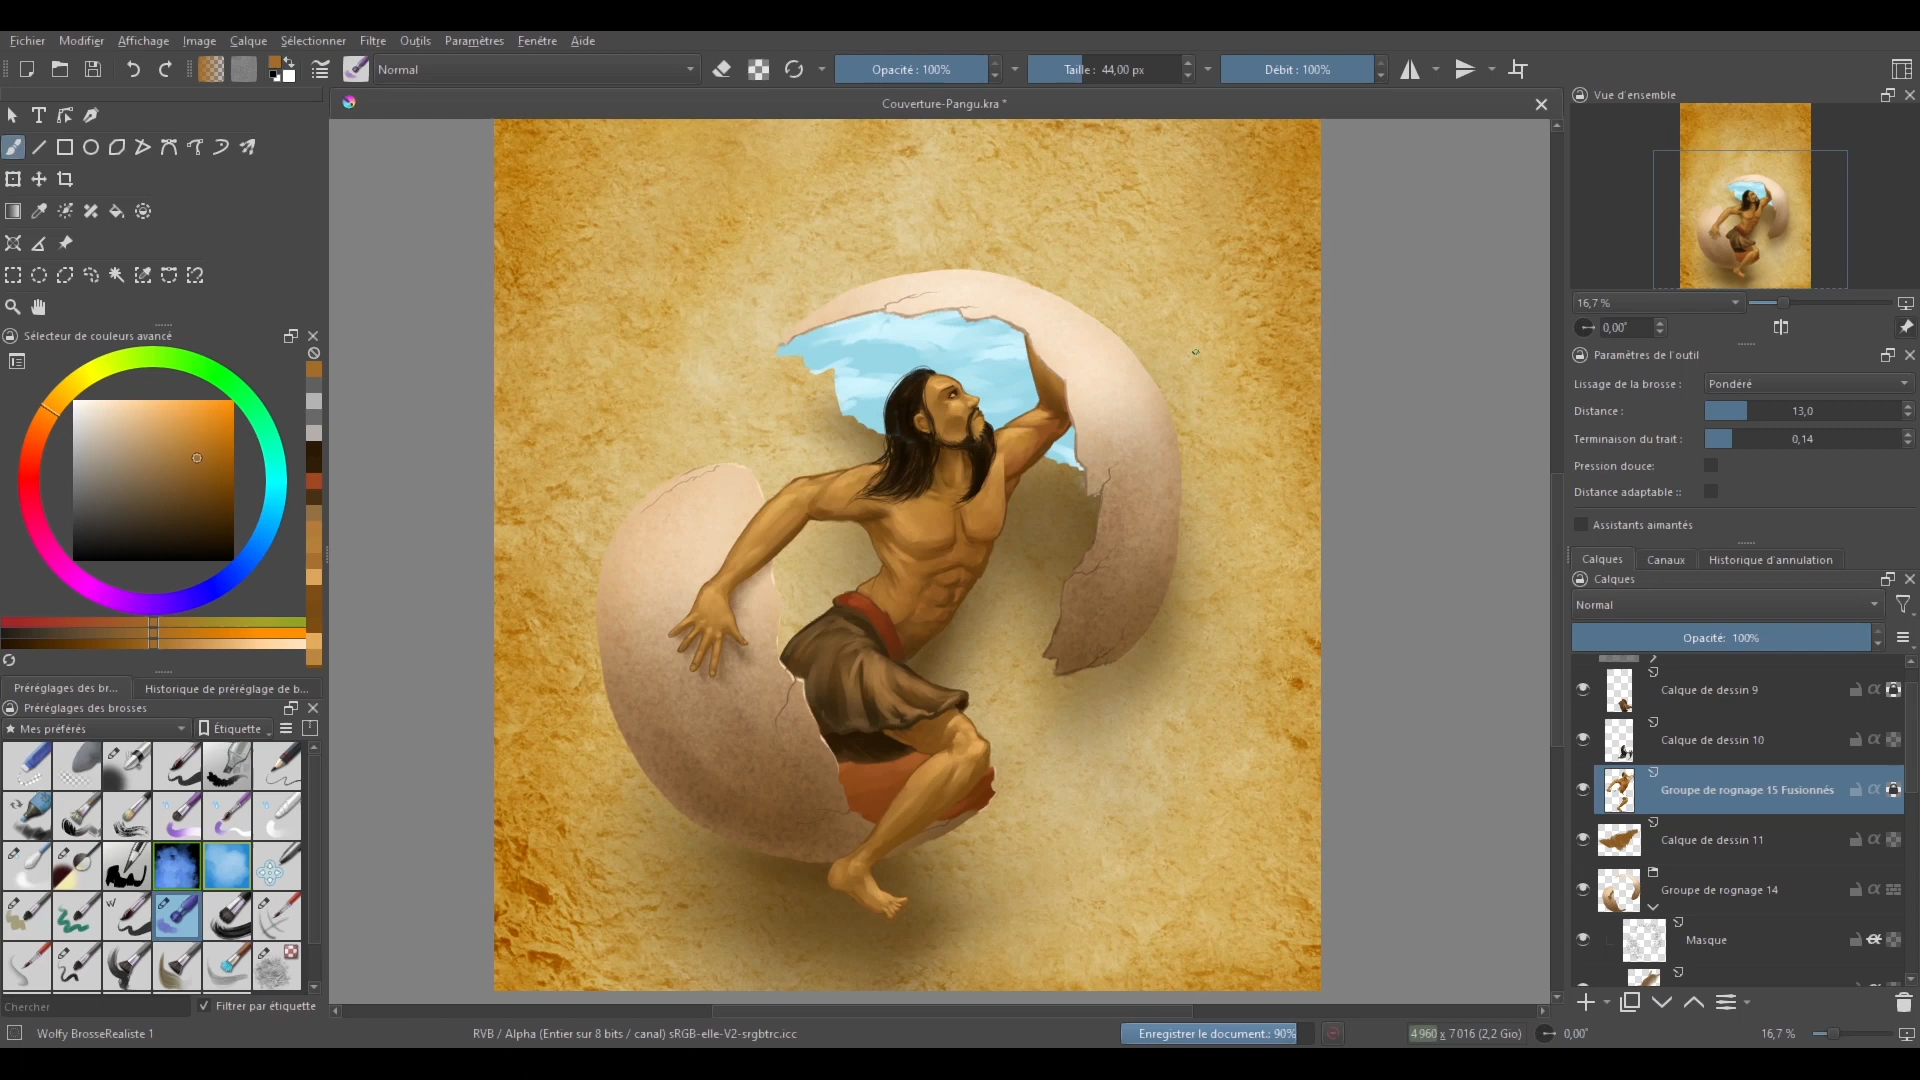 Fichier Modifier Affichage Image Calque Sélectionner Filtre Outils Paramètres Fenêtre Aide
Normal Opacité : 100% Taille : 44,00 px Débit : 100%
Couverture-Pangu.kra *
Vue d'ensemble
16,7 %
0,00°
Sélecteur de couleurs avancé
Paramètres de l'outil
Lissage de la brosse : Pondéré
Distance : 13,0
Terminaison du trait : 0,14
Pression douce:
Distance adaptable ::
Assistants aimantés
Calques Canaux Historique d'annulation
Calques
Normal
Opacité: 100%
Calque de dessin 9
Calque de dessin 10
Groupe de rognage 15 Fusionnés
Calque de dessin 11
Groupe de rognage 14
Masque
Préréglages des br... Historique de préréglage de b...
Préréglages des brosses
Mes préférés Étiquette
Chercher Filtrer par étiquette
Wolfy BrosseRealiste 1 RVB / Alpha (Entier sur 8 bits / canal) sRGB-elle-V2-srgbtrc.icc Enregistrer le document.: 90% 4 960 x 7 016 (2,2 Gio) 0,00° 16,7 %